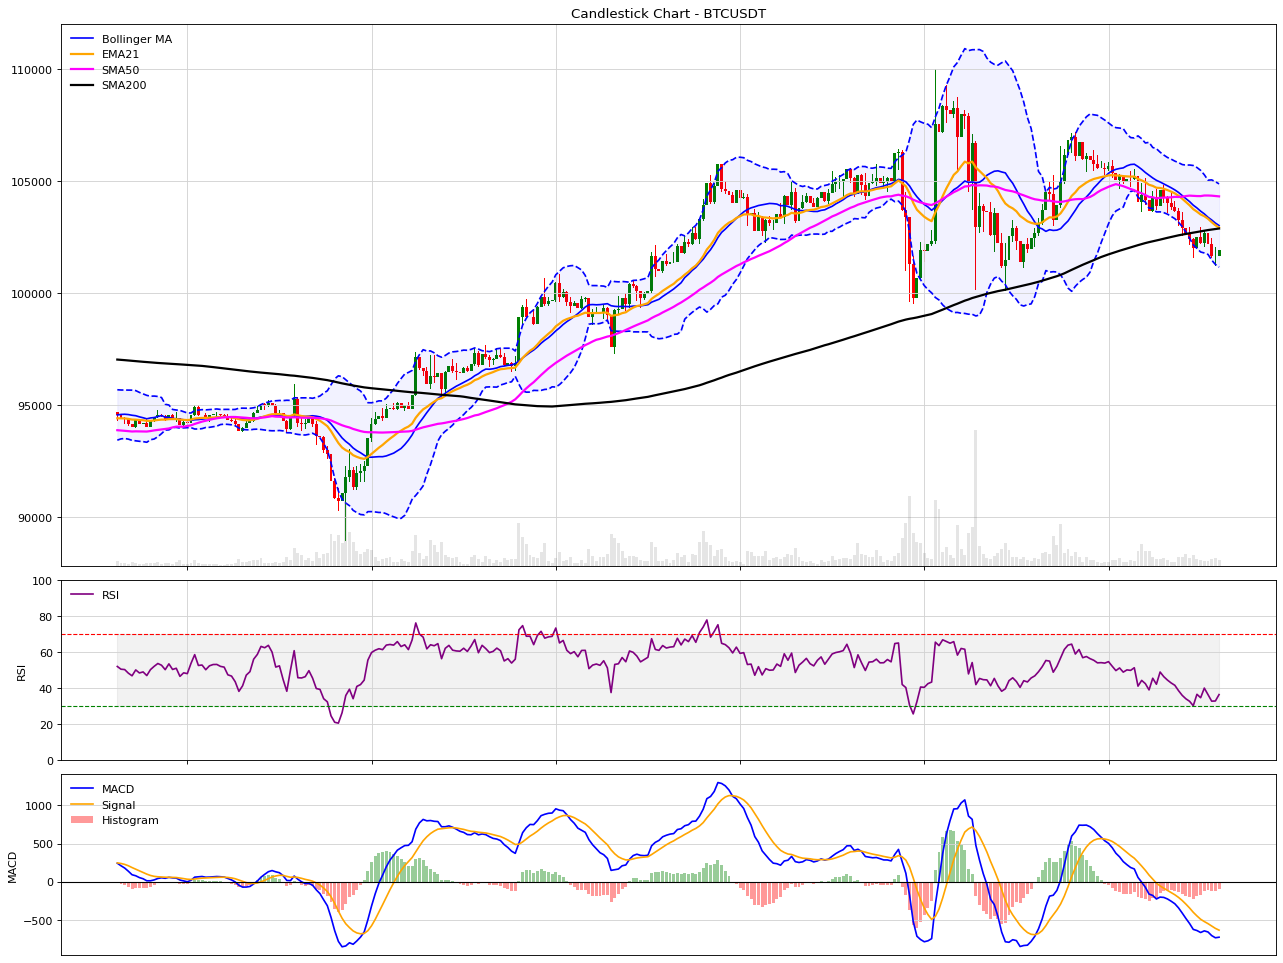 Candlestick Chart - BTCUSDT
Bollinger MA
EMA21
SMA50
SMA200
110000
105000
100000
95000
90000
RSI
100
80
60
40
20
0
RSI
MACD
Signal
Histogram
1000
500
0
−500
MACD